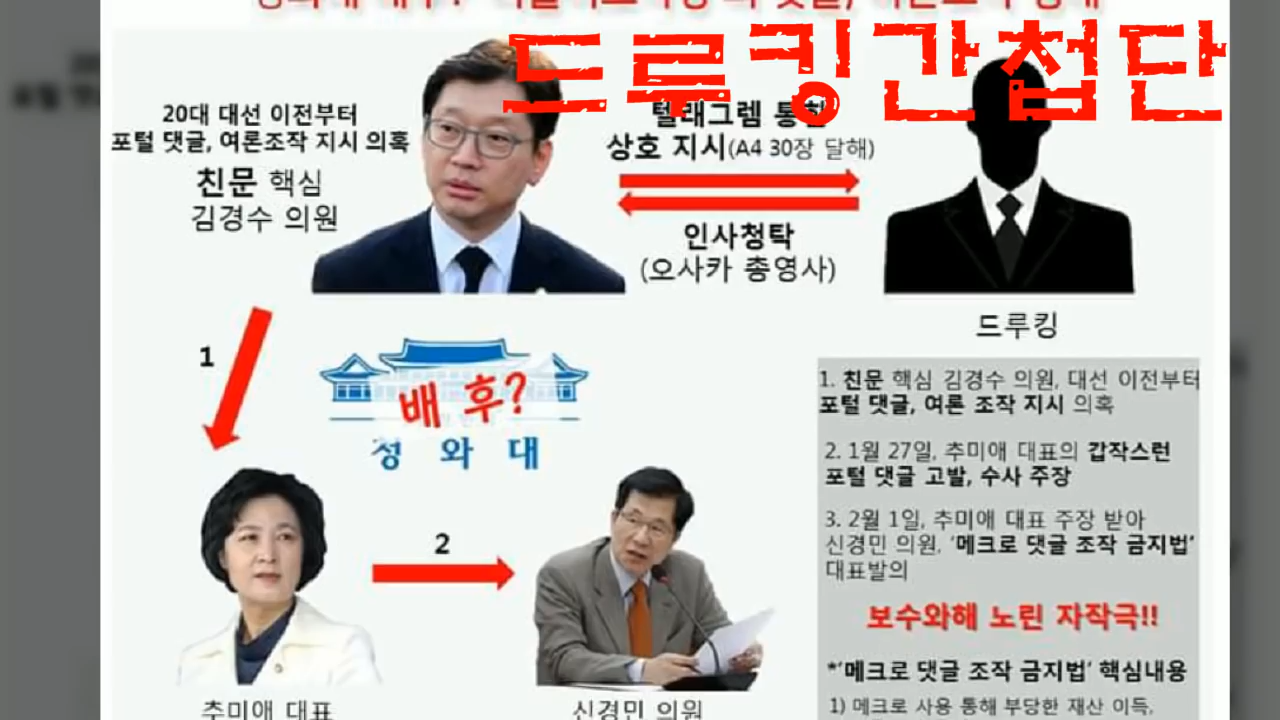 드루킹간첩단
20대 대선 이전부터
포털 댓글, 여론조작 지시 의혹
친문 핵심
김경수 의원
텔래그렘 통한
상호 지시(A4 30장 달해)
인사청탁
(오사카 총영사)
드루킹
1
배후?
청와대
2
추미애 대표
신경민 의원
1. 친문 핵심 김경수 의원, 대선 이전부터
포털 댓글, 여론 조작 지시 의혹
2. 1월 27일, 추미애 대표의 갑작스런
포털 댓글 고발, 수사 주장
3. 2월 1일, 추미애 대표 주장 받아
신경민 의원, '메크로 댓글 조작 금지법'
대표발의
보수와해 노린 자작극!!
*'메크로 댓글 조작 금지법' 핵심내용
1) 메크로 사용 통해 부당한 재산 이득,